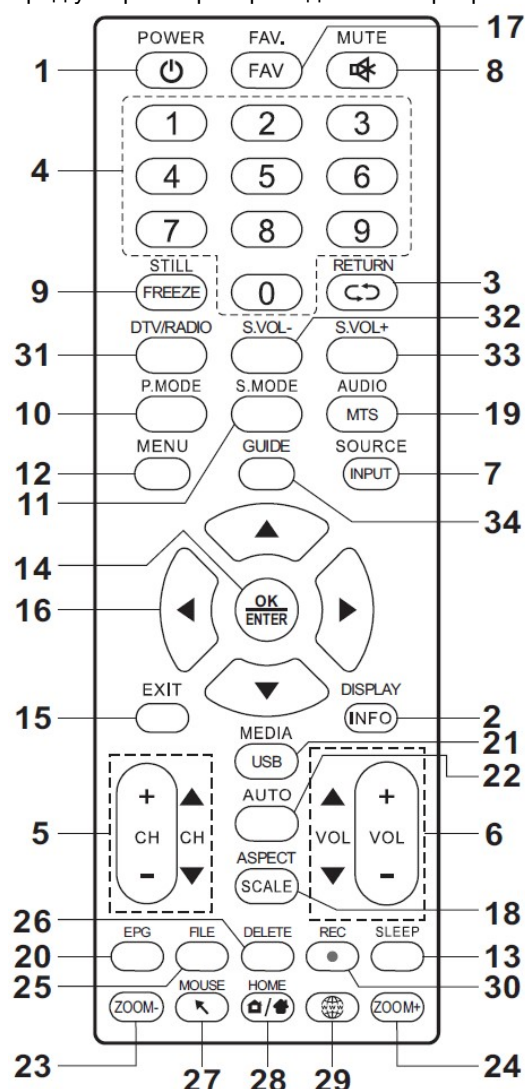 POWER FAV. MUTE 17
1 FAV 8
1 2 3
4 4 5 6
7 8 9
STILL RETURN
9 FREEZE 0 3
32
DTV/RADIO S.VOL- S.VOL+
31 33
P.MODE S.MODE AUDIO
10 MTS 19
MENU GUIDE SOURCE
12 INPUT 7
11 34
14 OK
ENTER
16
EXIT DISPLAY
15 INFO 2
MEDIA 21
USB 22
AUTO
5 + CH - CH VOL + VOL - 6
ASPECT
SCALE 18
26
EPG FILE DELETE REC SLEEP
20 13
25 30
MOUSE HOME
ZOOM- / www ZOOM+
23 27 28 29 24